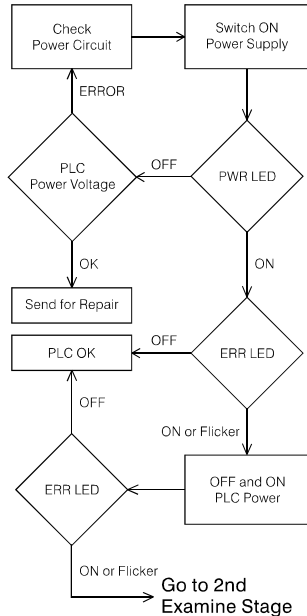 Check
Power Circuit
Switch ON
Power Supply
ERROR
PLC
Power Voltage
OFF
PWR LED
OK
ON
Send for Repair
PLC OK
OFF
ERR LED
OFF
ON or Flicker
ERR LED
OFF and ON
PLC Power
ON or Flicker
Go to 2nd
Examine Stage